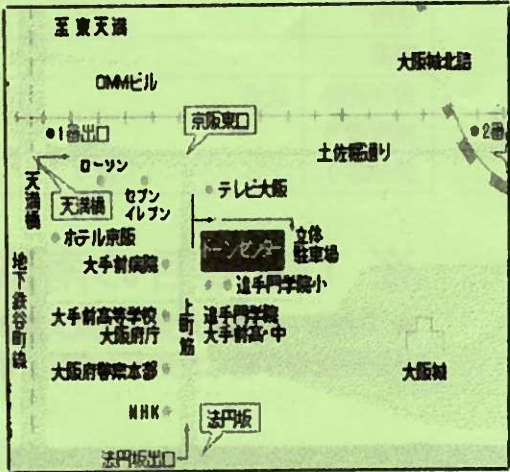 至東天満
大阪城北詰
OMMビル
京阪東口
●1番出口
●2番
土佐堀通り
ローソン
天満橋
セブン
イレブン
天満橋
テレビ大阪
ホテル京阪
ドーンセンター
立体
駐車場
大手前病院
地下鉄谷町線
追手門学院小
上町筋
大手前高等学校
大阪府庁
追手門学院
大手前高・中
大阪府警察本部
大阪城
NHK
法円坂
法円坂出口